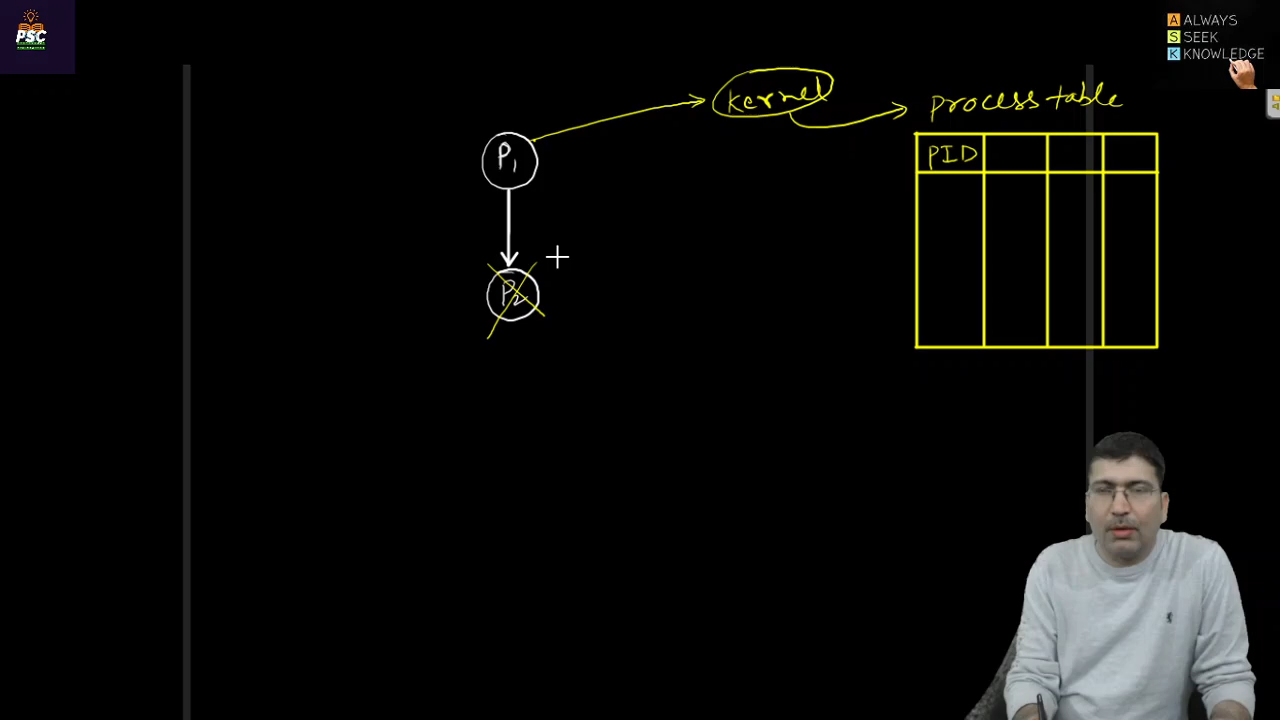 PSC
A ALWAYS
S SEEK
K KNOWLEDGE
kernel
process table
P1
PID
P2